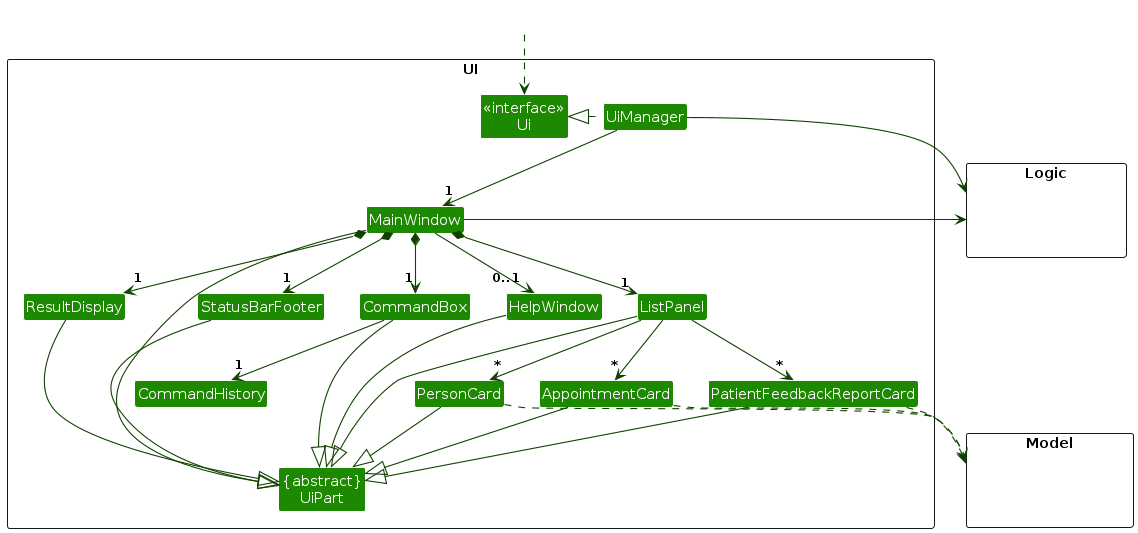 UI
«interface»
Ui
UiManager
Logic
1
MainWindow
1
1
1
0..1
1
ResultDisplay
StatusBarFooter
CommandBox
HelpWindow
ListPanel
1
*
*
*
CommandHistory
PersonCard
AppointmentCard
PatientFeedbackReportCard
Model
{abstract}
UiPart